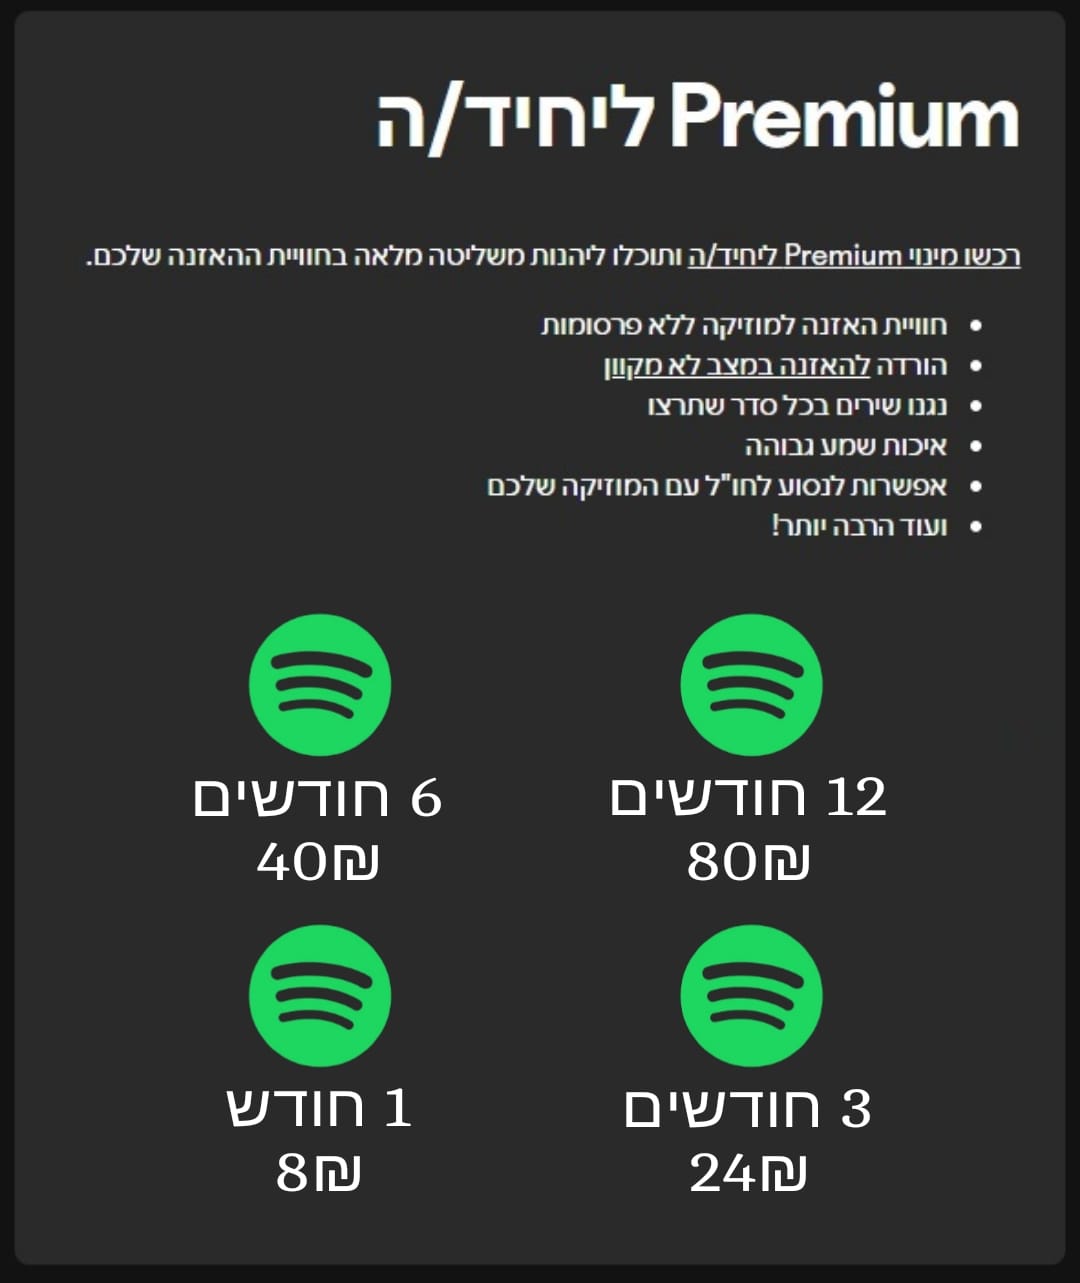 Premium ליחיד/ה
רכשו מינוי Premium ליחיד/ה ותוכלו ליהנות משליטה מלאה בחוויית ההאזנה שלכם.
• חוויית האזנה למוזיקה ללא פרסומות
• הורדה להאזנה במצב לא מקוון
• נגנו שירים בכל סדר שתרצו
• איכות שמע גבוהה
• אפשרות לנסוע לחו"ל עם המוזיקה שלכם
• ועוד הרבה יותר!
12 חודשים
80₪
6 חודשים
40₪
3 חודשים
24₪
1 חודש
8₪